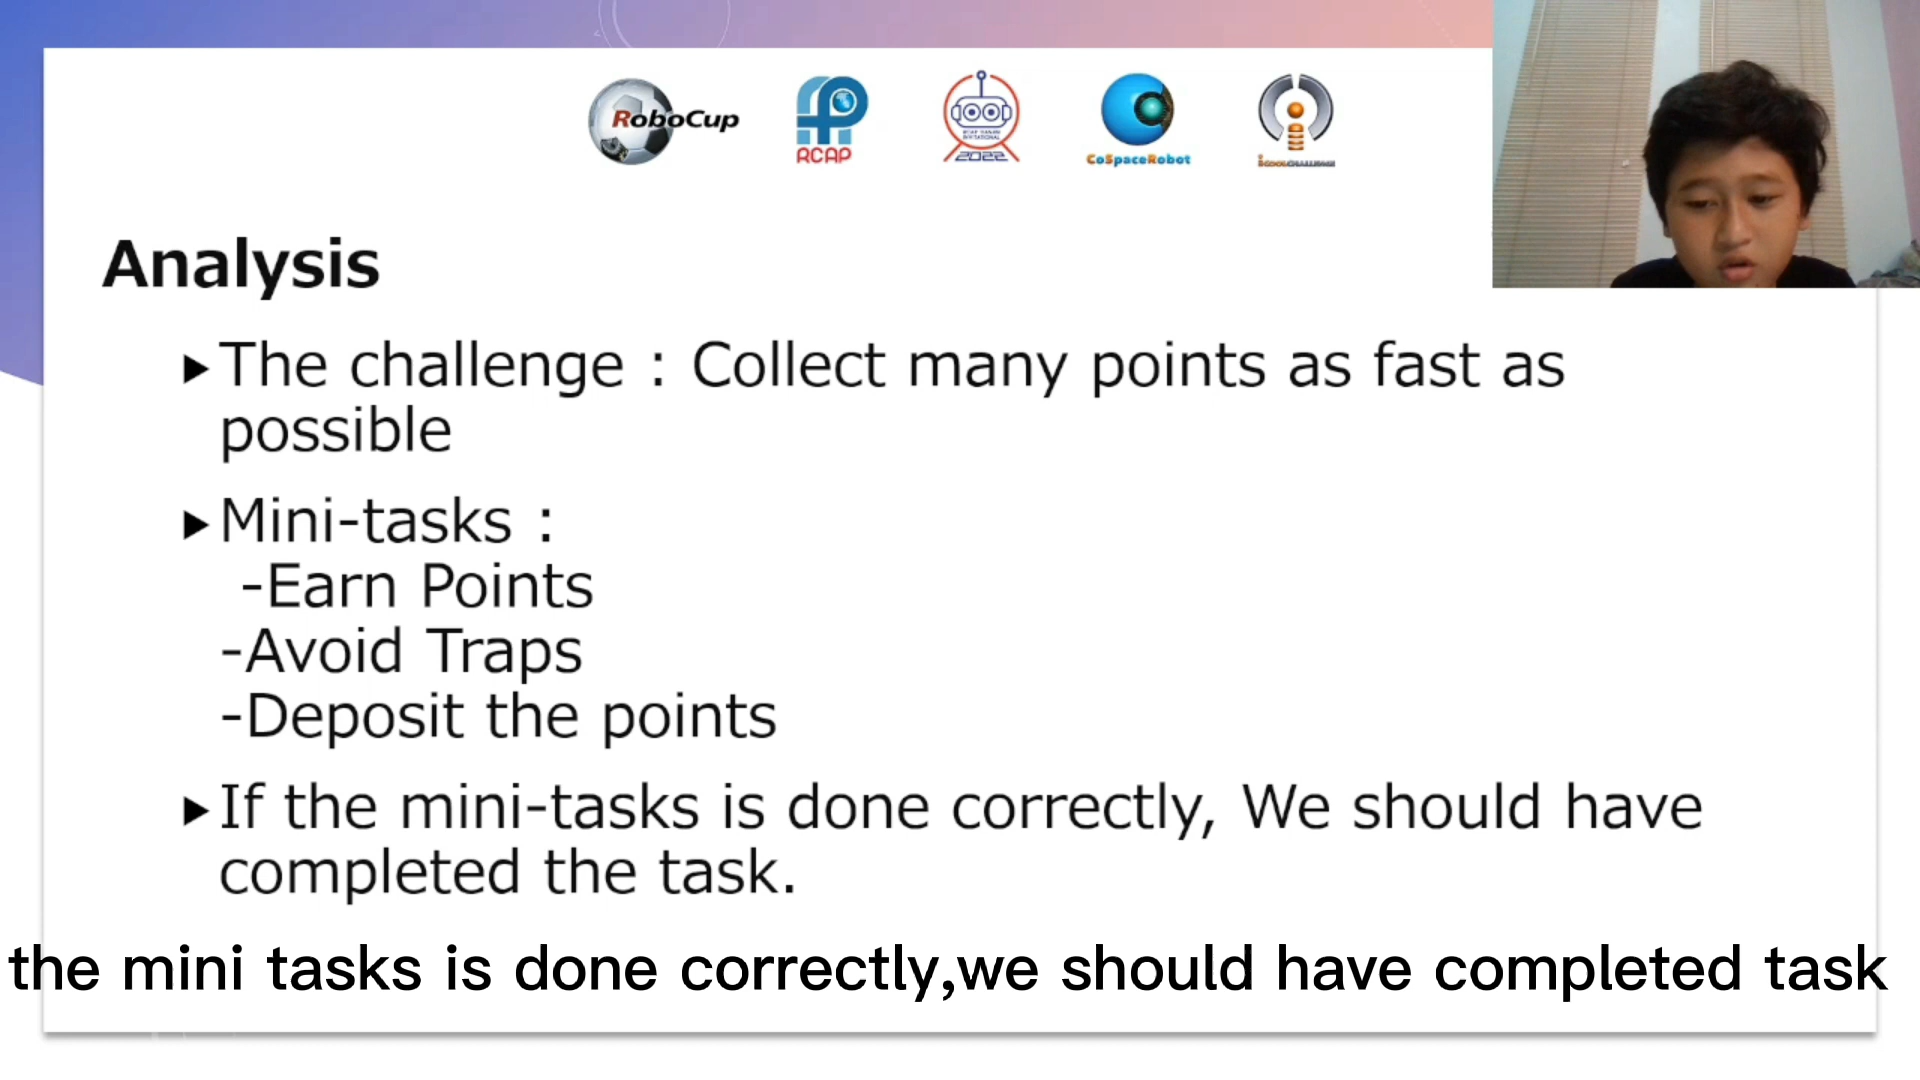 RoboCup
RCAP
2022
CoSpaceRobot
Analysis
The challenge : Collect many points as fast as
possible
Mini-tasks :
-Earn Points
-Avoid Traps
-Deposit the points
If the mini-tasks is done correctly, We should have
completed the task.
the mini tasks is done correctly,we should have completed task